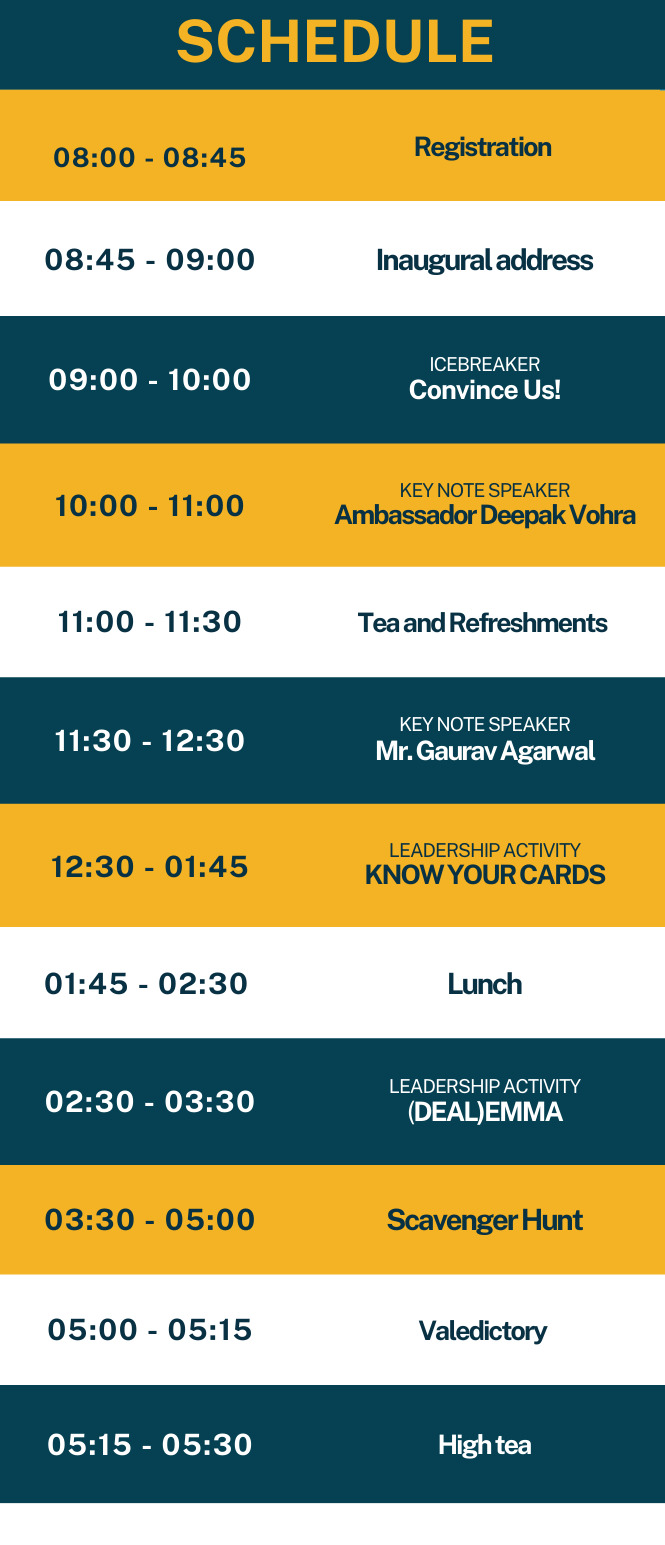 SCHEDULE
08:00 - 08:45
Registration
08:45 - 09:00
Inaugural address
09:00 - 10:00
ICEBREAKER
Convince Us!
10:00 - 11:00
KEY NOTE SPEAKER
Ambassador Deepak Vohra
11:00 - 11:30
Tea and Refreshments
11:30 - 12:30
KEY NOTE SPEAKER
Mr. Gaurav Agarwal
12:30 - 01:45
LEADERSHIP ACTIVITY
KNOW YOUR CARDS
01:45 - 02:30
Lunch
02:30 - 03:30
LEADERSHIP ACTIVITY
(DEAL)EMMA
03:30 - 05:00
Scavenger Hunt
05:00 - 05:15
Valedictory
05:15 - 05:30
High tea